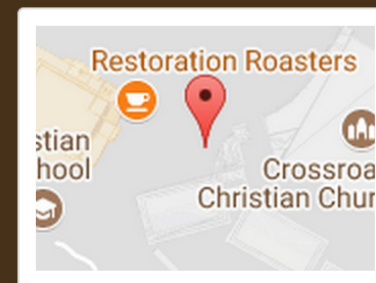 Restoration Roasters
stian
hool
Crossroa
Christian Chur